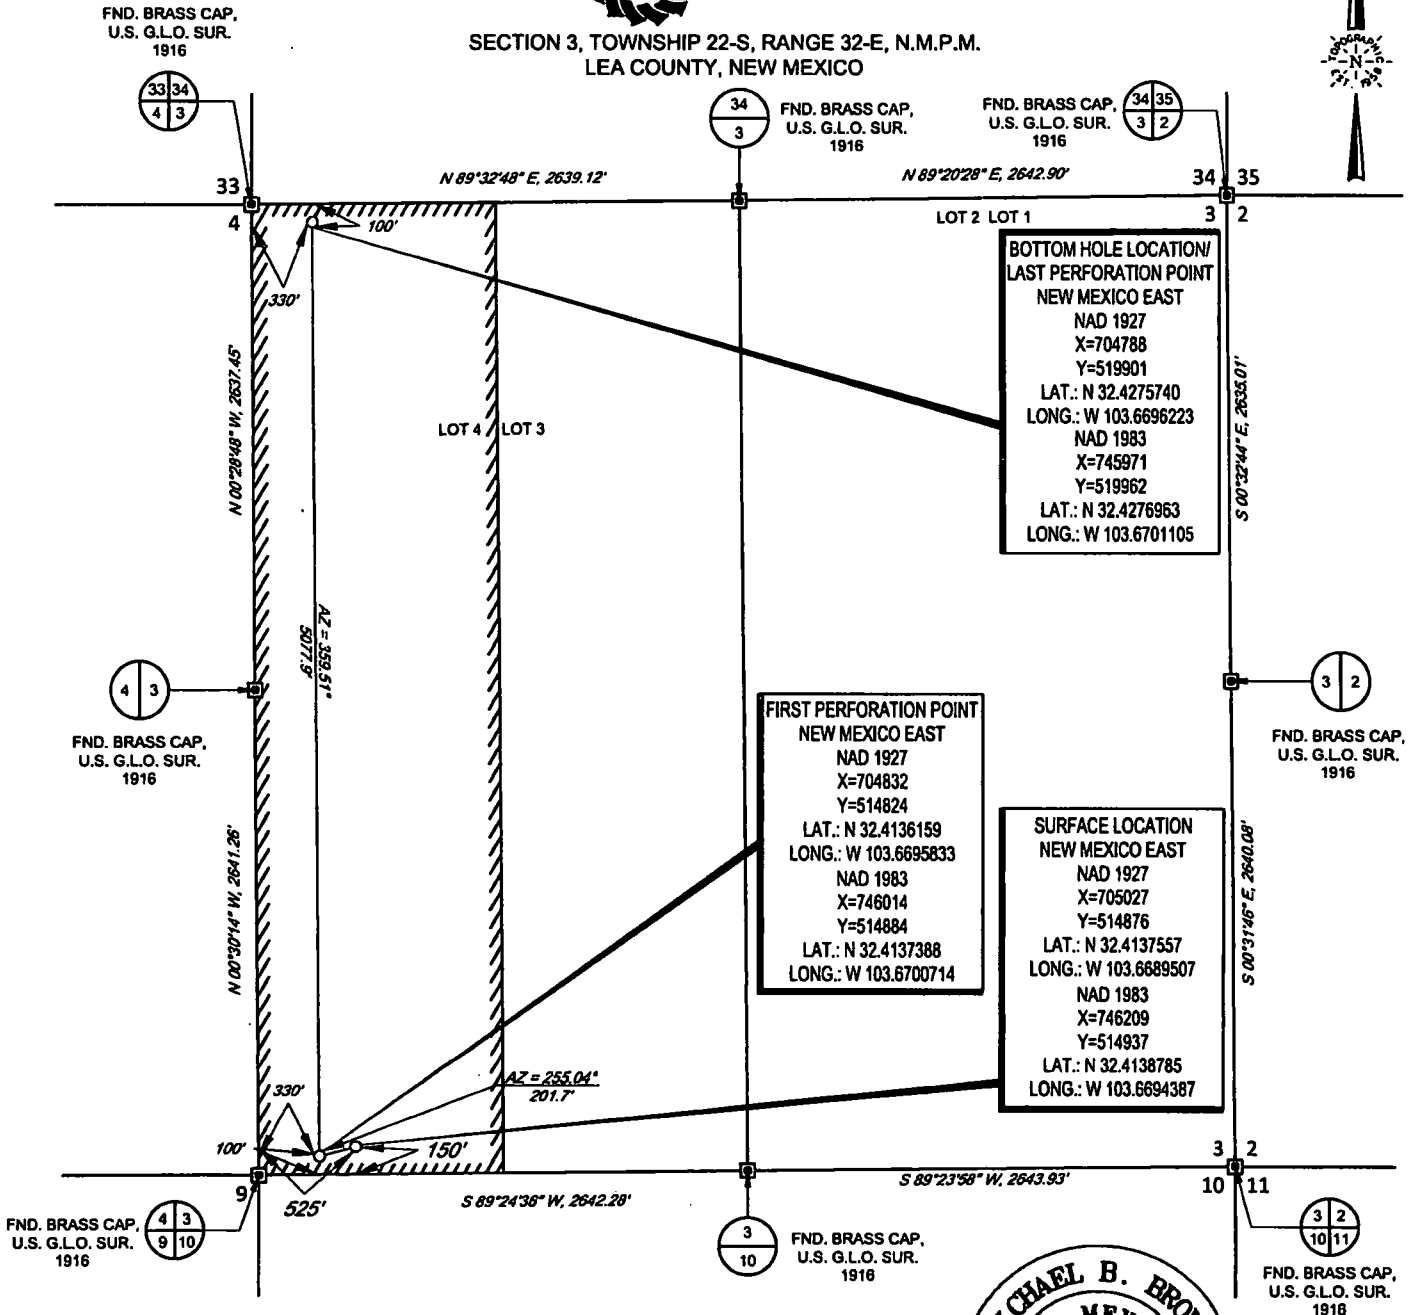 FND. BRASS CAP,
U.S. G.L.O. SUR.
1916
SECTION 3, TOWNSHIP 22-S, RANGE 32-E, N.M.P.M.
LEA COUNTY, NEW MEXICO
TOPOGRAPHIC
N
EST. 1958
33 34
4 3
34
3
FND. BRASS CAP,
U.S. G.L.O. SUR.
1916
FND. BRASS CAP,
U.S. G.L.O. SUR.
1916
34 35
3 2
N 89°32'48" E, 2639.12'
N 89°20'28" E, 2642.90'
33
4
34 35
3 2
LOT 2 LOT 1
100'
330'
BOTTOM HOLE LOCATION/
LAST PERFORATION POINT
NEW MEXICO EAST
NAD 1927
X=704788
Y=519901
LAT.: N 32.4275740
LONG.: W 103.6696223
NAD 1983
X=745971
Y=519962
LAT.: N 32.4276963
LONG.: W 103.6701105
N 00°28'48" W, 2637.45'
S 00°32'44" E, 2635.01'
LOT 4 LOT 3
AZ = 359.51°
5077.9'
4 3
FND. BRASS CAP,
U.S. G.L.O. SUR.
1916
3 2
FND. BRASS CAP,
U.S. G.L.O. SUR.
1916
FIRST PERFORATION POINT
NEW MEXICO EAST
NAD 1927
X=704832
Y=514824
LAT.: N 32.4136159
LONG.: W 103.6695833
NAD 1983
X=746014
Y=514884
LAT.: N 32.4137388
LONG.: W 103.6700714
SURFACE LOCATION
NEW MEXICO EAST
NAD 1927
X=705027
Y=514876
LAT.: N 32.4137557
LONG.: W 103.6689507
NAD 1983
X=746209
Y=514937
LAT.: N 32.4138785
LONG.: W 103.6694387
N 00°30'14" W, 2641.26'
S 00°31'46" E, 2640.08'
AZ = 255.04°
201.7'
330'
100'
150'
525'
9
3 2
10 11
S 89°24'36" W, 2642.28'
S 89°23'58" W, 2643.93'
FND. BRASS CAP,
U.S. G.L.O. SUR.
1916
4 3
9 10
3
10
FND. BRASS CAP,
U.S. G.L.O. SUR.
1916
3 2
10 11
FND. BRASS CAP,
U.S. G.L.O. SUR.
1916
CHAEL B. BRO
MEX